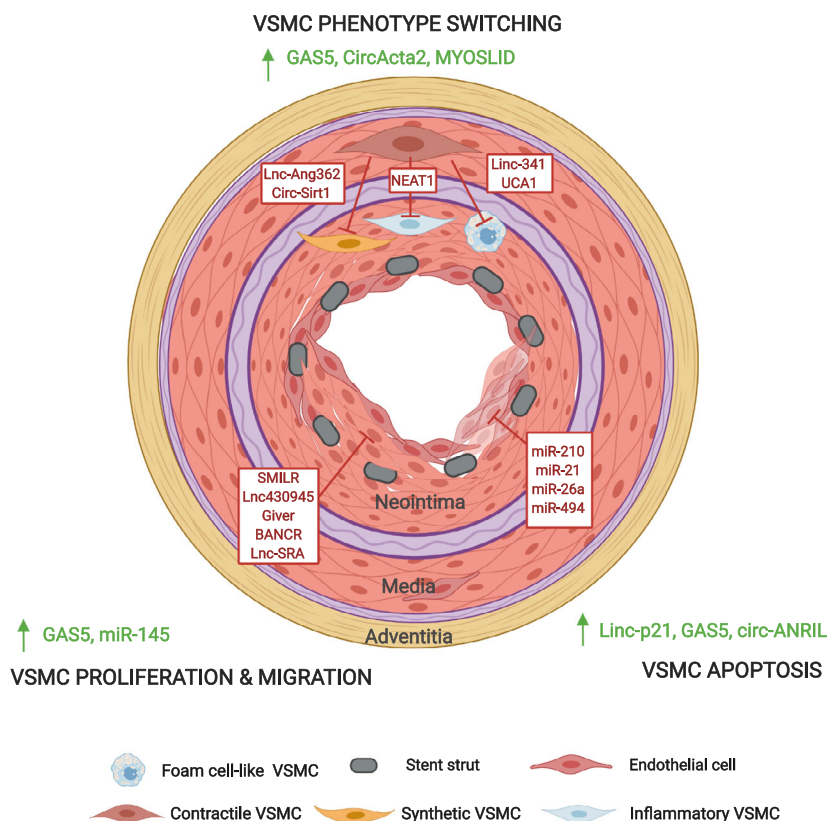 VSMC PHENOTYPE SWITCHING
GAS5, CircActa2, MYOSLID
Lnc-Ang362
Circ-Sirt1
NEAT1
Linc-341
UCA1
SMILR
Lnc430945
Giver
BANCR
Lnc-SRA
miR-210
miR-21
miR-26a
miR-494
Neointima
Media
Adventitia
GAS5, miR-145
VSMC PROLIFERATION & MIGRATION
Linc-p21, GAS5, circ-ANRIL
VSMC APOPTOSIS
Foam cell-like VSMC
Stent strut
Endothelial cell
Contractile VSMC
Synthetic VSMC
Inflammatory VSMC